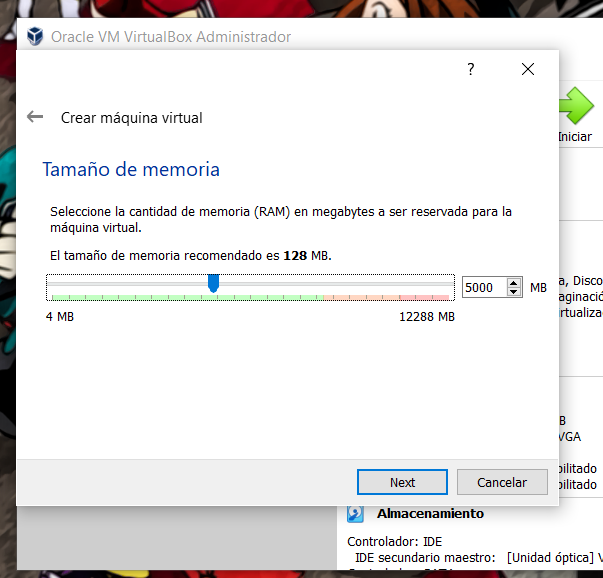 Oracle VM VirtualBox Administrador
?
Crear máquina virtual
Iniciar
Tamaño de memoria
Seleccione la cantidad de memoria (RAM) en megabytes a ser reservada para la
máquina virtual.
El tamaño de memoria recomendado es 128 MB.
5000 MB
4 MB 12288 MB
a, Disco
aginació
irtualiza
B
VGA
bilitado
bilitado
Next Cancelar
Almacenamiento
Controlador: IDE
IDE secundario maestro: [Unidad óptica] V